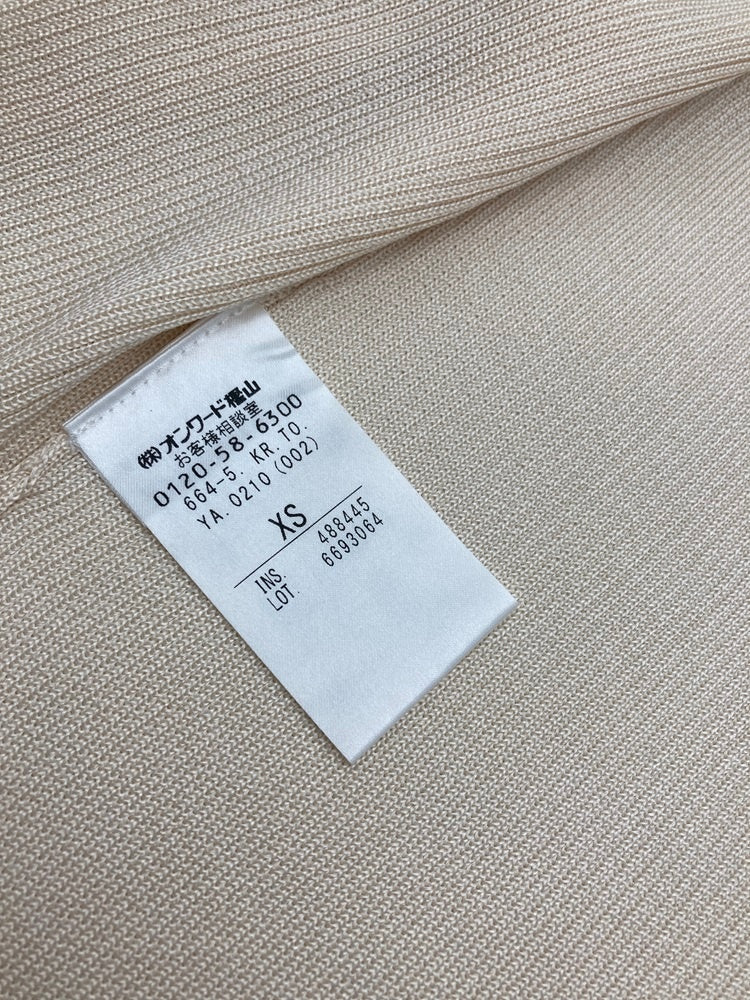 ㈱オンワード樫山
お客様相談室
0120-58-6300
664-5. KR.TO.
YA.0210(002)
XS
INS. 488445
LOT. 6693064